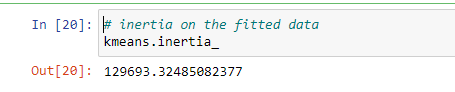 In [20]: # inertia on the fitted data
kmeans.inertia_
Out[20]: 129693.32485082377